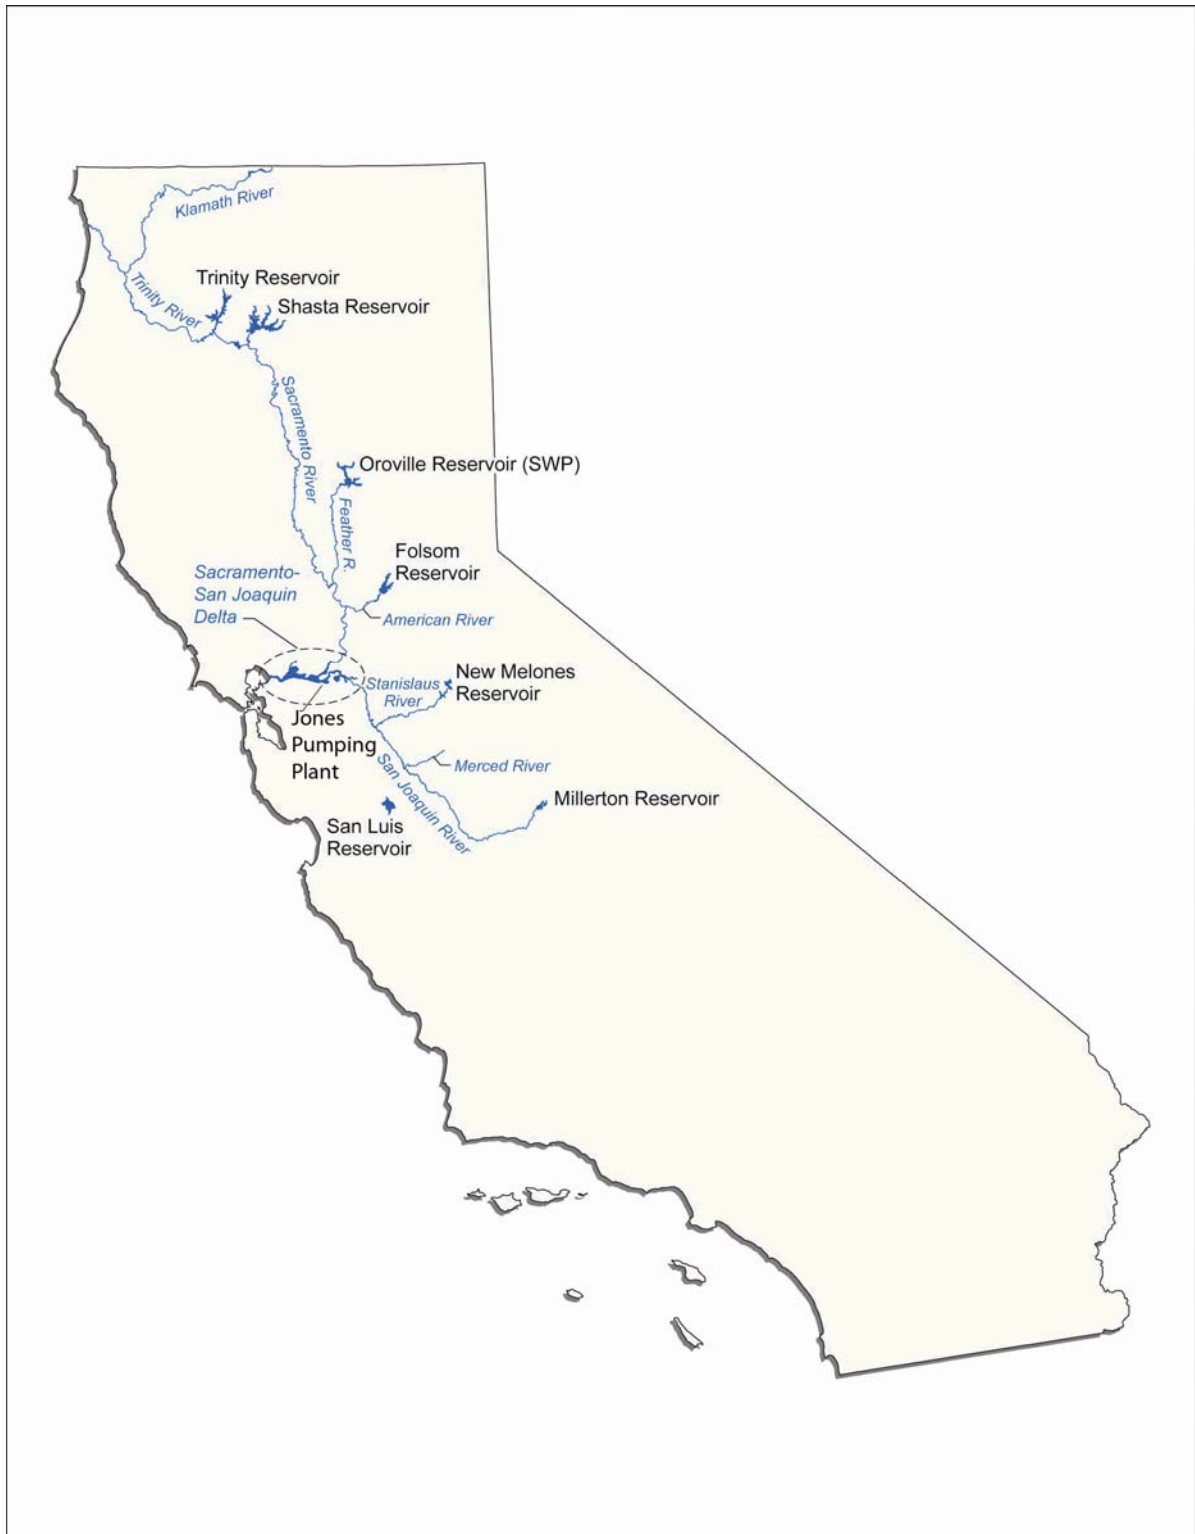 Klamath River
Trinity Reservoir
Trinity River
Shasta Reservoir
Sacramento River
Oroville Reservoir (SWP)
Feather R.
Folsom
Reservoir
Sacramento-
San Joaquin
Delta
American River
New Melones
Reservoir
Stanislaus
River
Jones
Pumping
Plant
Merced River
San Joaquin River
Millerton Reservoir
San Luis
Reservoir